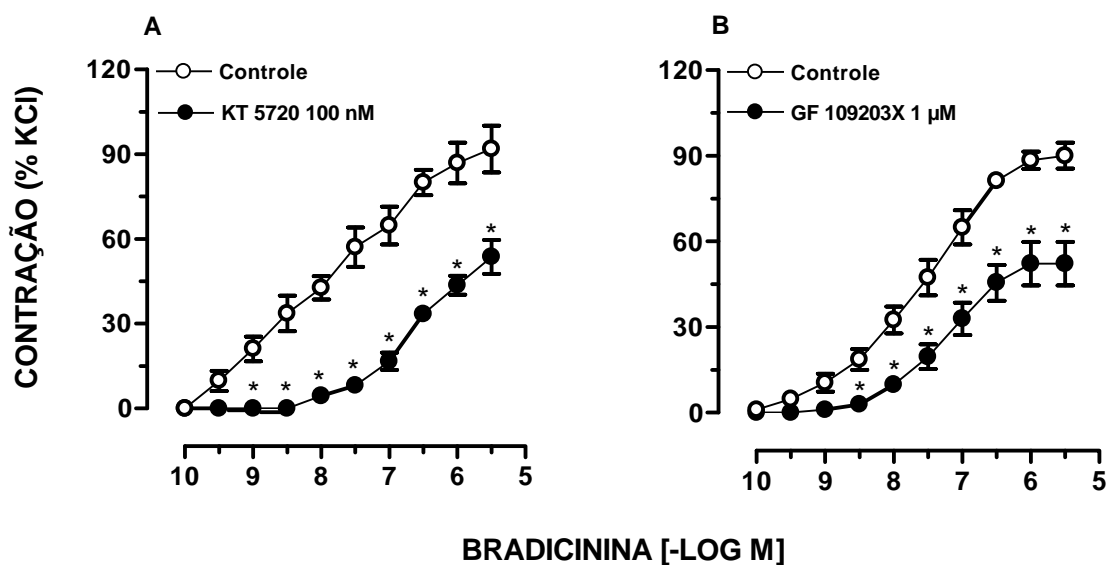 A
Controle
KT 5720 100 nM
CONTRAÇÃO (% KCl)
120
90
60
30
0
* * * * * * * *
10 9 8 7 6 5
B
Controle
GF 109203X 1 µM
120
90
60
30
0
* * * * * * *
10 9 8 7 6 5
BRADICININA [-LOG M]